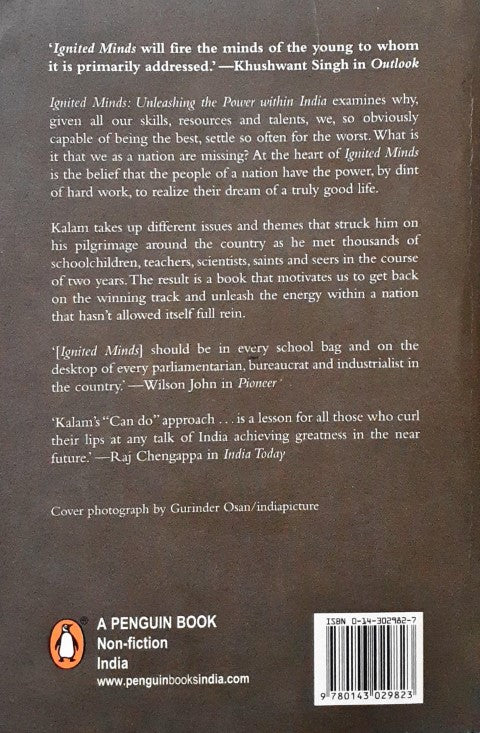 ‘Ignited Minds will fire the minds of the young to whom
it is primarily addressed.’—Khushwant Singh in Outlook
Ignited Minds: Unleashing the Power within India examines why,
given all our skills, resources and talents, we, so obviously
capable of being the best, settle so often for the worst. What is
it that we as a nation are missing? At the heart of Ignited Minds
is the belief that the people of a nation have the power, by dint
of hard work, to realize their dream of a truly good life.
Kalam takes up different issues and themes that struck him on
his pilgrimage around the country as he met thousands of
schoolchildren, teachers, scientists, saints and seers in the course
of two years. The result is a book that motivates us to get back
on the winning track and unleash the energy within a nation
that hasn’t allowed itself full rein.
‘[Ignited Minds] should be in every school bag and on the
desktop of every parliamentarian, bureaucrat and industrialist in
the country.’—Wilson John in Pioneer
‘Kalam’s “Can do” approach . . . is a lesson for all those who curl
their lips at any talk of India achieving greatness in the near
future.’—Raj Chengappa in India Today
Cover photograph by Gurinder Osan/indiapicture
A PENGUIN BOOK
Non-fiction
India
www.penguinbooksindia.com
ISBN 0-14-302982-7
9 780143 029823